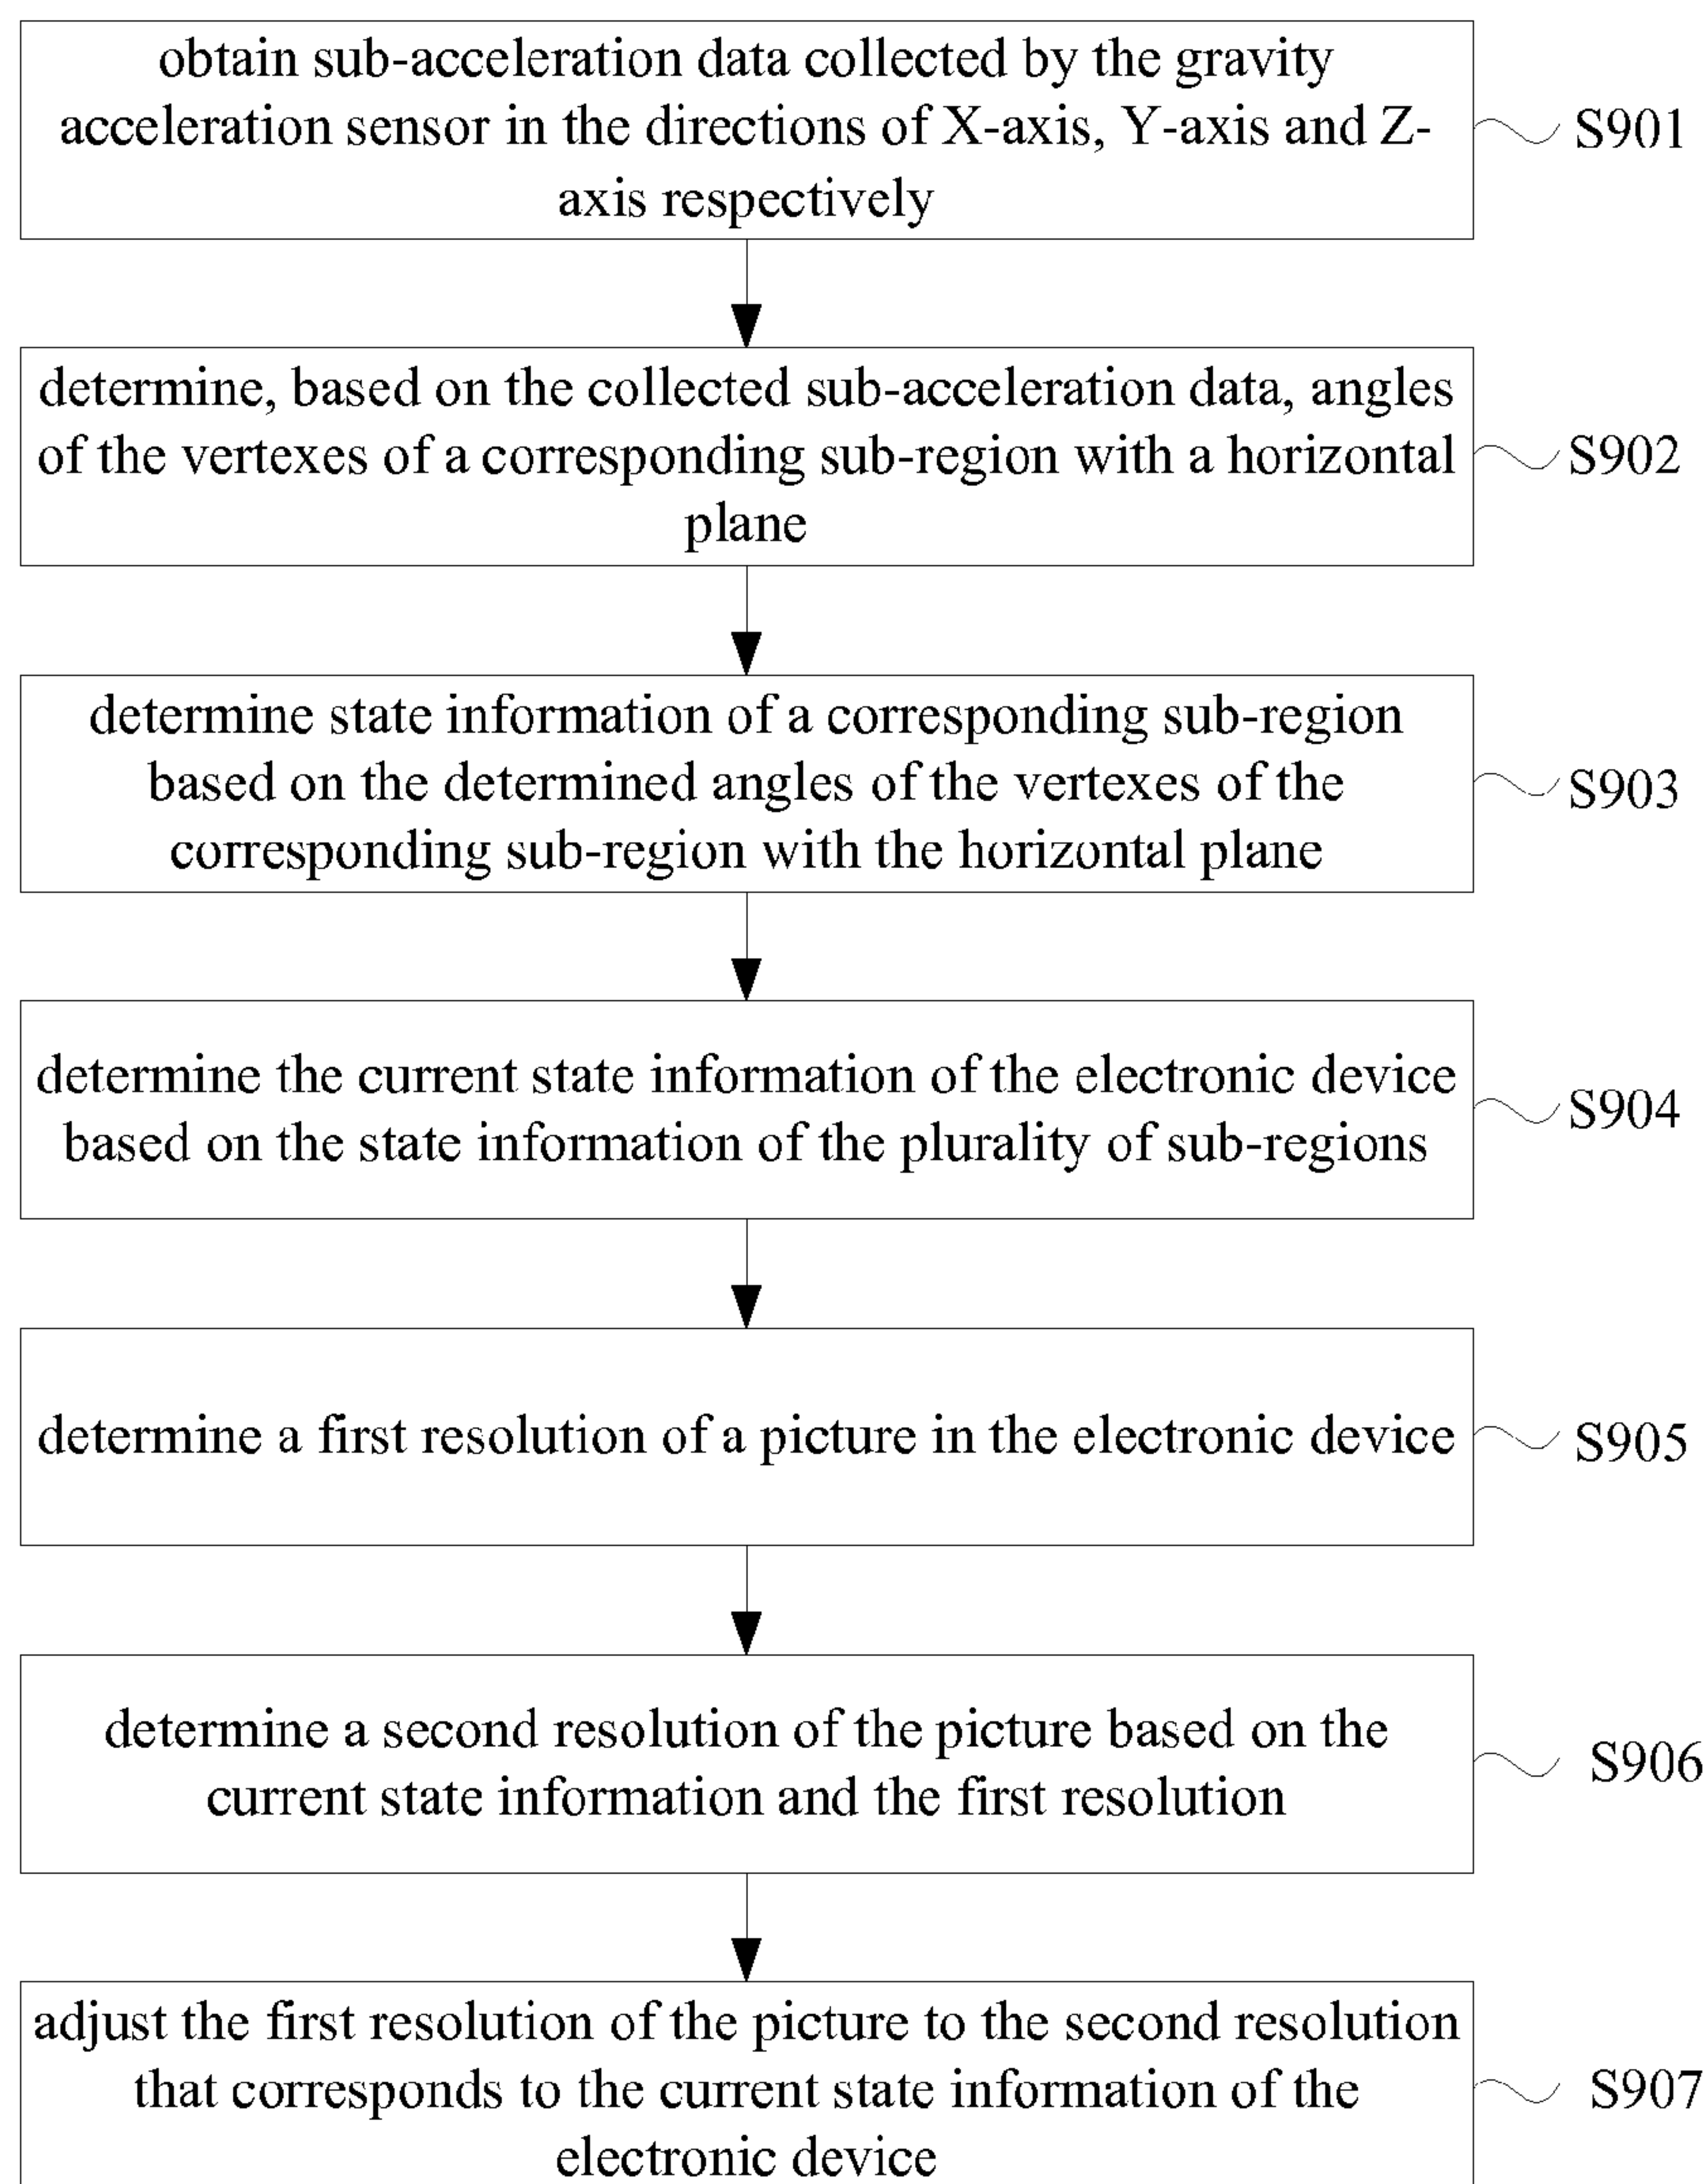 obtain sub-acceleration data collected by the gravity
acceleration sensor in the directions of X-axis, Y-axis and Z-
axis respectively
S901
determine, based on the collected sub-acceleration data, angles
of the vertexes of a corresponding sub-region with a horizontal
plane
S902
determine state information of a corresponding sub-region
based on the determined angles of the vertexes of the
corresponding sub-region with the horizontal plane
S903
determine the current state information of the electronic device
based on the state information of the plurality of sub-regions
S904
determine a first resolution of a picture in the electronic device
S905
determine a second resolution of the picture based on the
current state information and the first resolution
S906
adjust the first resolution of the picture to the second resolution
that corresponds to the current state information of the
electronic device
S907